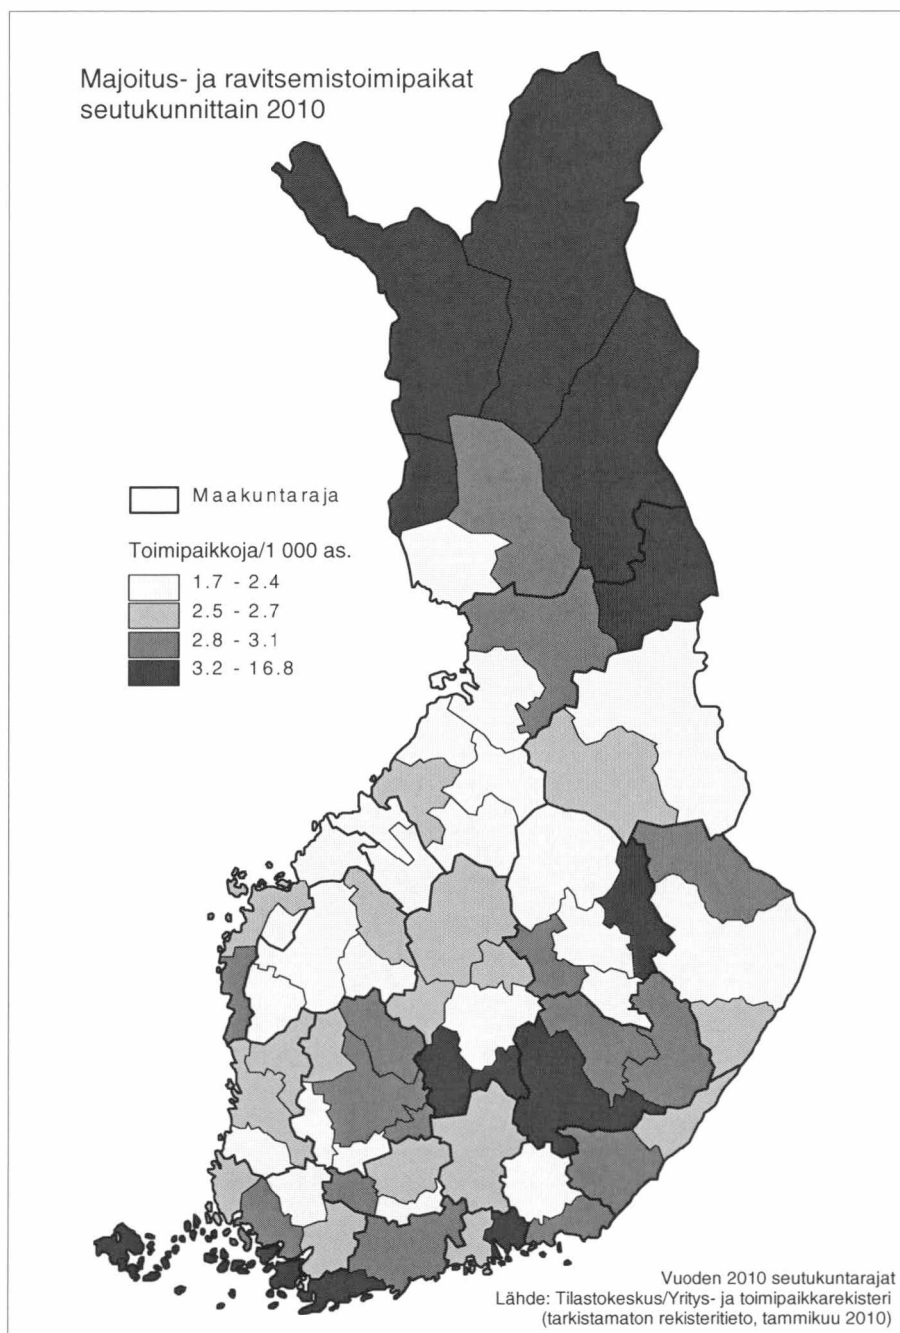 Majoitus- ja ravitsemistoimipaikat
seutukunnittain 2010
Maakuntaraja
Toimipaikkoja/1 000 as.
1.7 - 2.4
2.5 - 2.7
2.8 - 3.1
3.2 - 16.8
Vuoden 2010 seutukuntarajat
Lähde: Tilastokeskus/Yritys- ja toimipaikkarekisteri
(tarkistamaton rekisteritieto, tammikuu 2010)